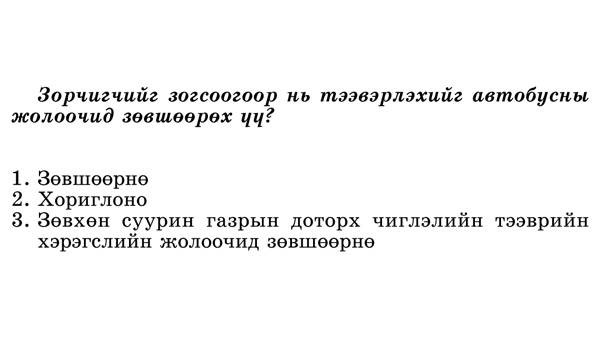 Зорчигчийг зогсоогоор нь тээвэрлэхийг автобусны
жолоочид зөвшөөрөх үү?
1. Зөвшөөрнө
2. Хориглоно
3. Зөвхөн суурин газрын доторх чиглэлийн тээврийн
хэрэгслийн жолоочид зөвшөөрнө